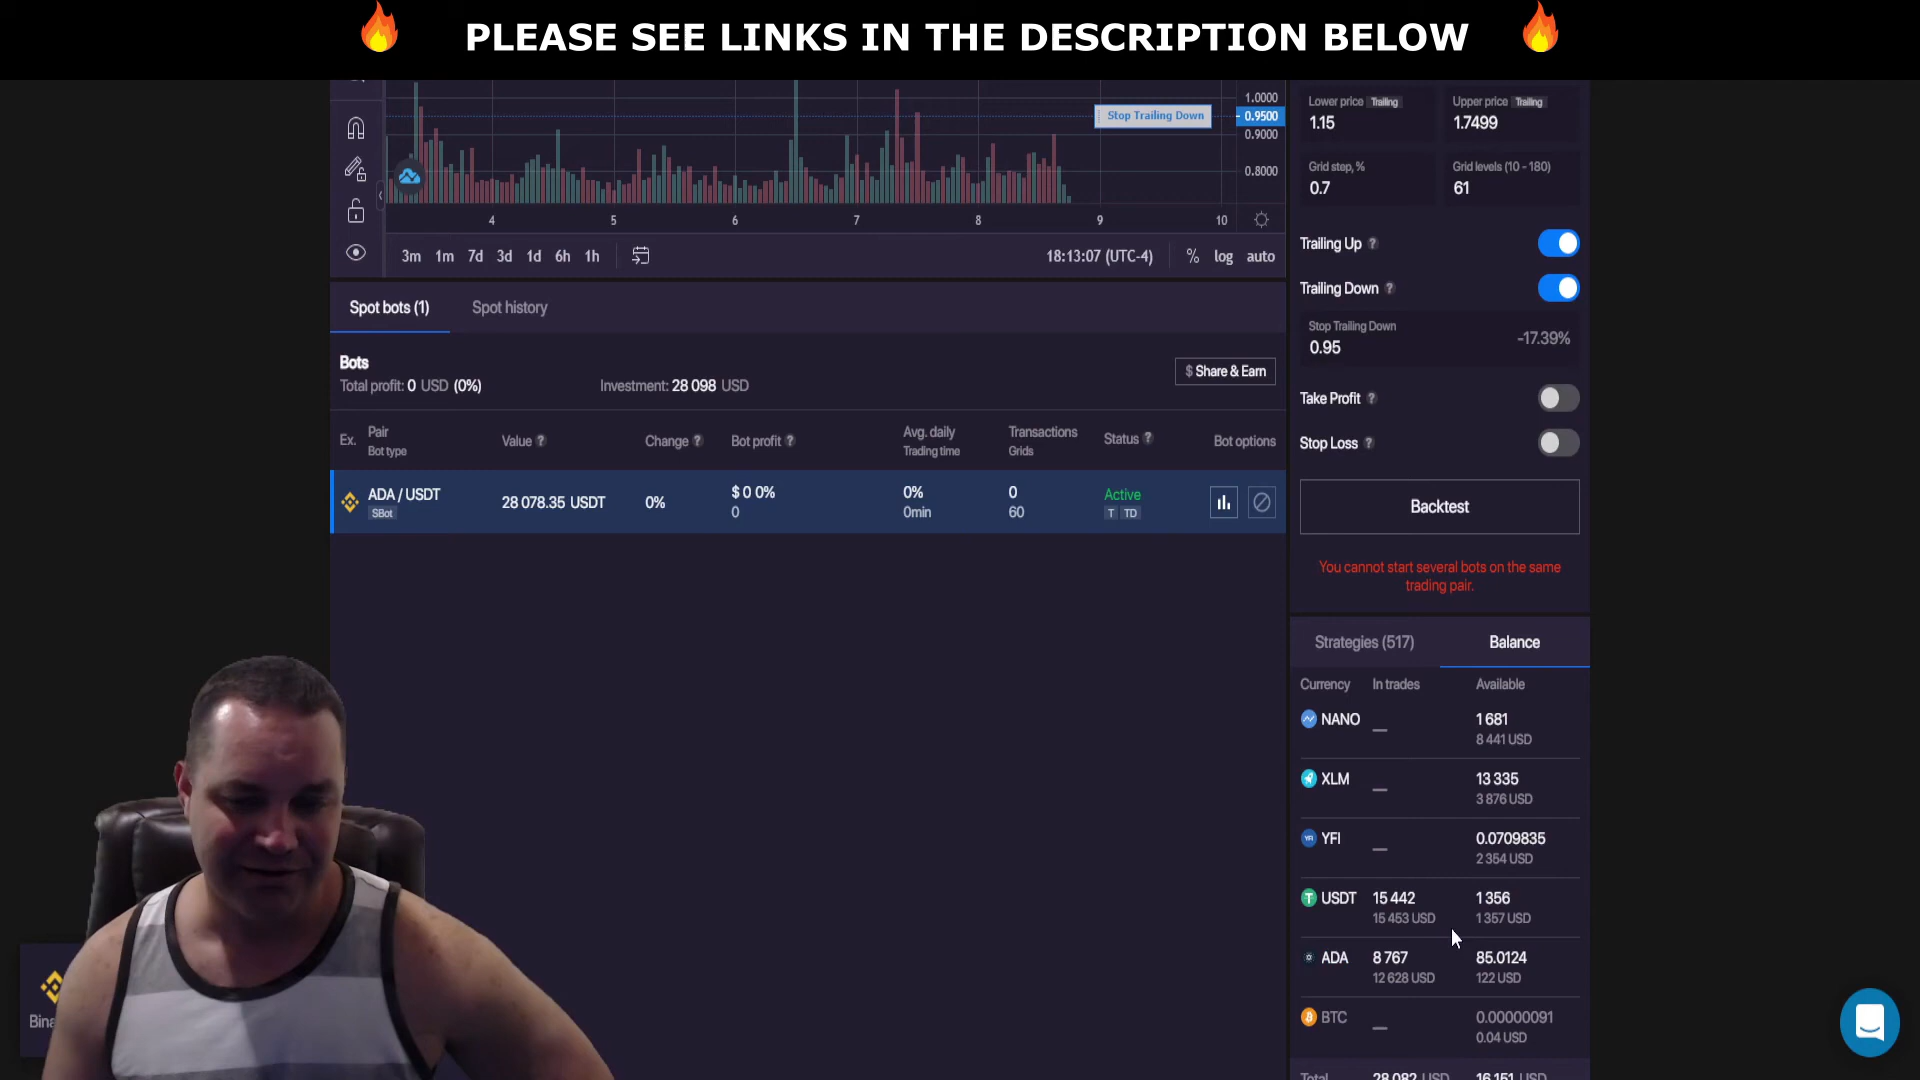 PLEASE SEE LINKS IN THE DESCRIPTION BELOW
1.0000
Stop Trailing Down
0.9500
0.9000
0.8000
4 5 6 7 8 9 10
3m 1m 7d 3d 1d 6h 1h
18:13:07 (UTC-4)
% log auto
Spot bots (1)
Spot history
Bots
Total profit: 0 USD (0%)
Investment: 28 098 USD
$ Share & Earn
Ex.
Pair
Bot type
Value ?
Change ?
Bot profit ?
Avg. daily
Trading time
Transactions
Grids
Status ?
Bot options
ADA / USDT
SBot
28 078.35 USDT
0%
$ 0 0%
0
0%
0min
0
60
Active
T TD
Lower price Trailing
1.15
Upper price Trailing
1.7499
Grid step, %
0.7
Grid levels (10 - 180)
61
Trailing Up ?
Trailing Down ?
Stop Trailing Down
0.95
-17.39%
Take Profit ?
Stop Loss ?
Backtest
You cannot start several bots on the same
trading pair.
Strategies (517)
Balance
Currency In trades Available
NANO — 1 681
8 441 USD
XLM — 13 335
3 876 USD
YFI — 0.0709835
2 354 USD
USDT 15 442 1 356
15 453 USD 1 357 USD
ADA 8 767 85.0124
12 628 USD 122 USD
BTC — 0.00000091
0.04 USD
Total 28 082 USD 16 151 USD
Bina